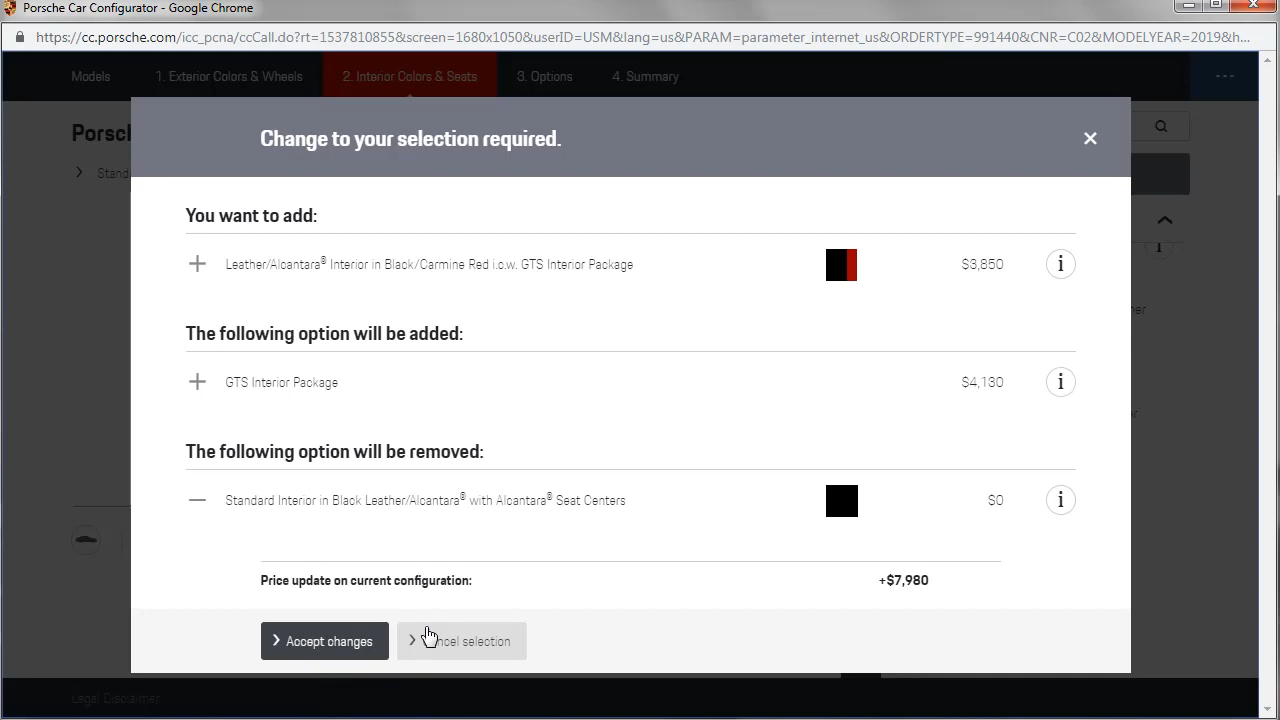 Porsche Car Configurator - Google Chrome
https://cc.porsche.com/icc_pcna/ccCall.do?rt=1537810855&screen=1680x1050&userID=USM&lang=us&PARAM=parameter_internet_us&ORDERTYPE=991440&CNR=C02&MODELYEAR=2019&h...
Models 1. Exterior Colors & Wheels 2. Interior Colors & Seats 3. Options 4. Summary ...
Change to your selection required.
You want to add:
Leather/Alcantara® Interior in Black/Carmine Red i.c.w. GTS Interior Package $3,850 i
The following option will be added:
GTS Interior Package $4,130 i
The following option will be removed:
Standard Interior in Black Leather/Alcantara® with Alcantara® Seat Centers $0 i
Price update on current configuration: +$7,980
Accept changes
selection
Legal Disclaimer